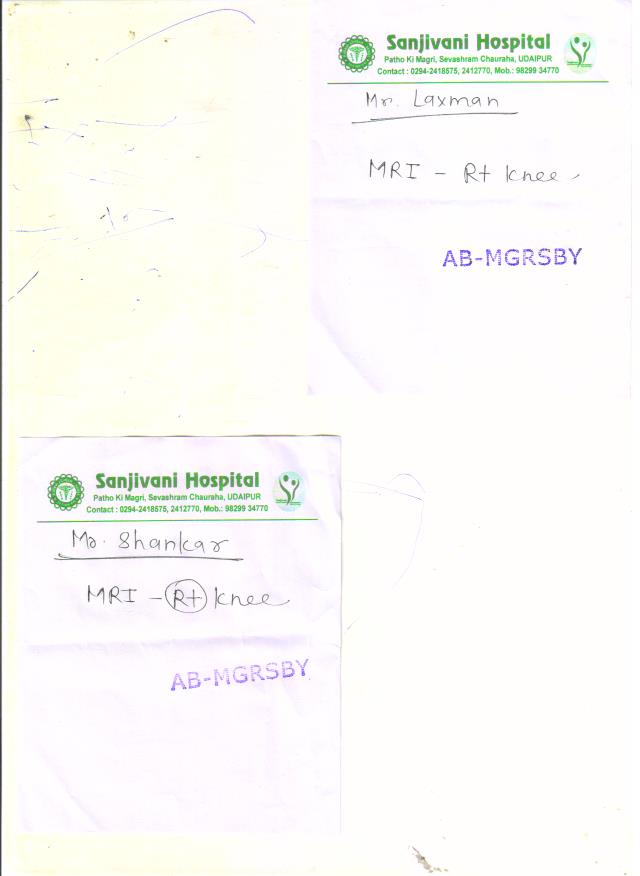 Sanjivani Hospital
Patho Ki Magri, Sevashram Chauraha, UDAIPUR
Contact : 0294-2418575, 2412770, Mob.: 98299 34770
Mr. Laxman
MRI - Rt Knee
AB-MGRSBY
Sanjivani Hospital
Patho Ki Magri, Sevashram Chauraha, UDAIPUR
Contact : 0294-2418575, 2412770, Mob.: 98299 34770
Mr. Shankar
MRI - Rt Knee
AB-MGRSBY